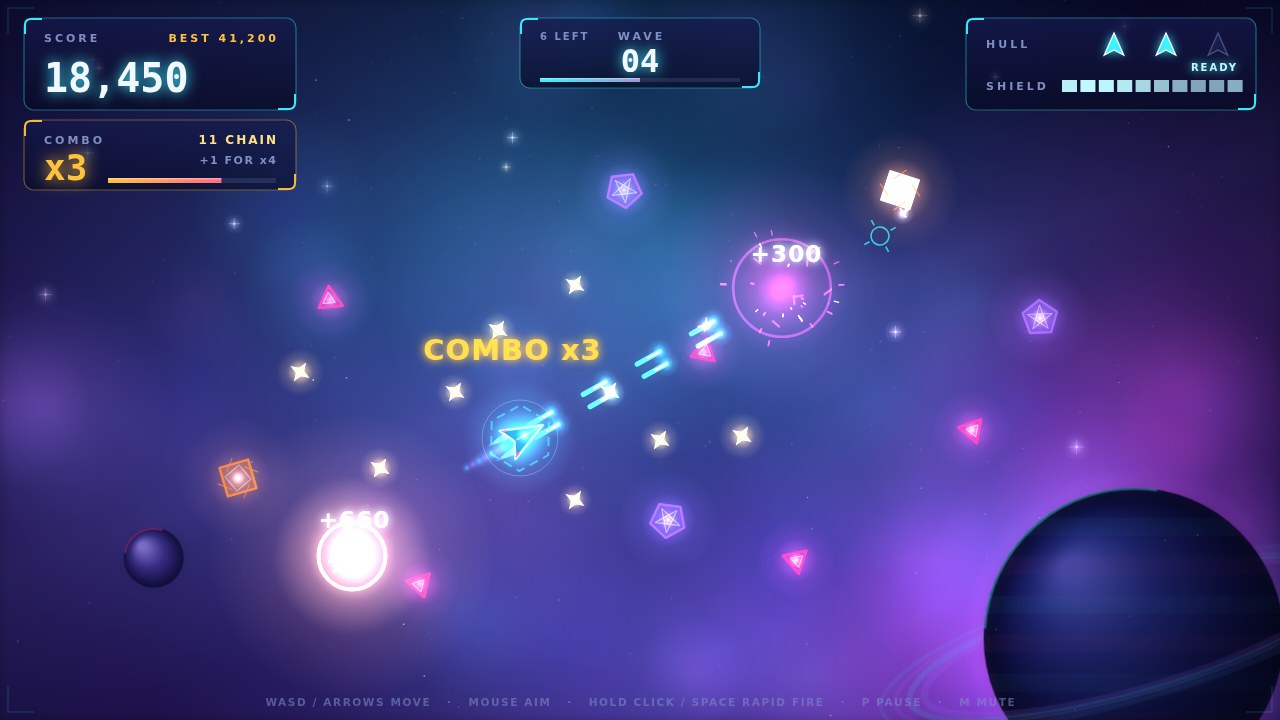 SCORE
BEST 41,200
18,450
COMBO
11 CHAIN
x3
+1 FOR x4
6 LEFT
WAVE
04
HULL
READY
SHIELD
+300
COMBO x3
+660
WASD / ARROWS MOVE · MOUSE AIM · HOLD CLICK / SPACE RAPID FIRE · P PAUSE · M MUTE